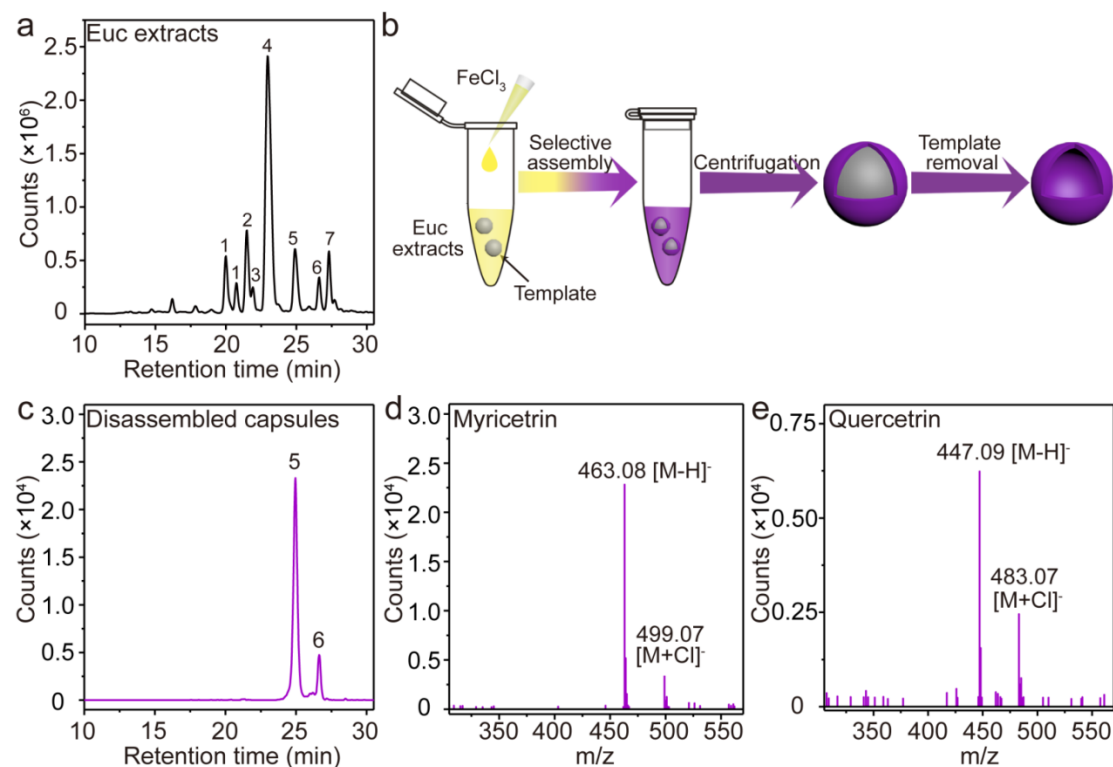 a
Euc extracts
Counts (×10⁶)
2.5
2.0
1.5
1.0
0.5
0
1
1
2
3
4
5
6
7
10
15
20
25
30
Retention time (min)
b
FeCl₃
Selective
assembly
Centrifugation
Template
removal
Euc
extracts
Template
c
Disassembled capsules
Counts (×10⁴)
3.0
2.5
2.0
1.5
1.0
0.5
0
5
6
10
15
20
25
30
Retention time (min)
d
Myricetrin
Counts (×10⁴)
3.0
2.5
2.0
1.5
1.0
0.5
0
463.08 [M-H]⁻
499.07
[M+Cl]⁻
350
400
450
500
550
m/z
e
Quercetrin
Counts (×10⁴)
0.75
0.50
0.25
0
447.09 [M-H]⁻
483.07
[M+Cl]⁻
350
400
450
500
550
m/z